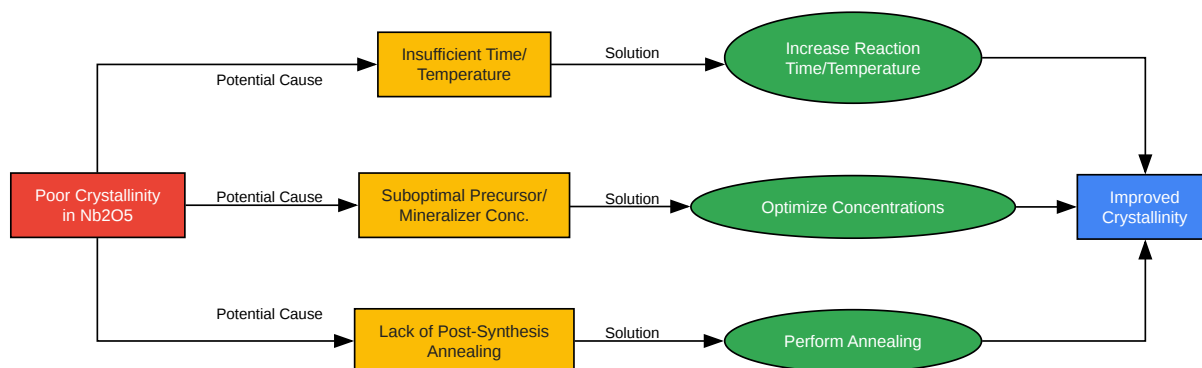 Insufficient Time/
Temperature
Solution
Increase Reaction
Time/Temperature
Potential Cause
Poor Crystallinity
in Nb2O5
Potential Cause
Suboptimal Precursor/
Mineralizer Conc.
Solution
Optimize Concentrations
Improved
Crystallinity
Potential Cause
Lack of Post-Synthesis
Annealing
Solution
Perform Annealing